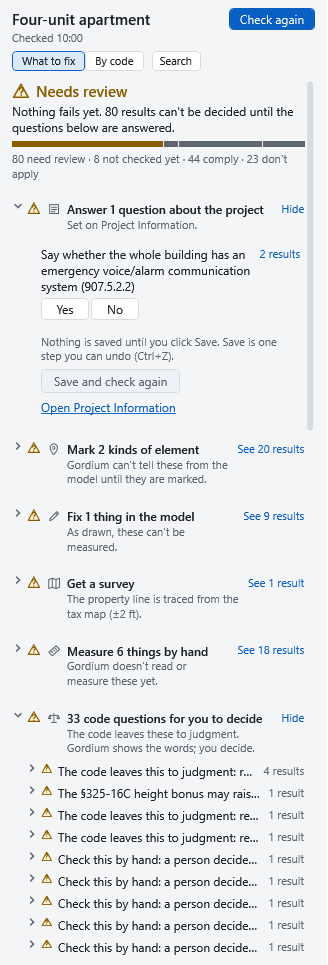 Four-unit apartment
Check again
Checked 10:00
What to fix
By code
Search
Needs review
Nothing fails yet. 80 results can't be decided until the
questions below are answered.
80 need review · 8 not checked yet · 44 comply · 23 don't
apply
Answer 1 question about the project
Hide
Set on Project Information.
Say whether the whole building has an
2 results
emergency voice/alarm communication
system (907.5.2.2)
Yes
No
Nothing is saved until you click Save. Save is one
step you can undo (Ctrl+Z).
Save and check again
Open Project Information
Mark 2 kinds of element
See 20 results
Gordium can't tell these from the
model until they are marked.
Fix 1 thing in the model
See 9 results
As drawn, these can't be
measured.
Get a survey
See 1 result
The property line is traced from the
tax map (±2 ft).
Measure 6 things by hand
See 18 results
Gordium doesn't read or
measure these yet.
33 code questions for you to decide
Hide
The code leaves these to judgment.
Gordium shows the words; you decide.
The code leaves this to judgment: r...
4 results
The §325-16C height bonus may rais...
1 result
The code leaves this to judgment: re...
1 result
The code leaves this to judgment: re...
1 result
Check this by hand: a person decide...
1 result
Check this by hand: a person decide...
1 result
Check this by hand: a person decide...
1 result
Check this by hand: a person decide...
1 result
Check this by hand: a person decide...
1 result